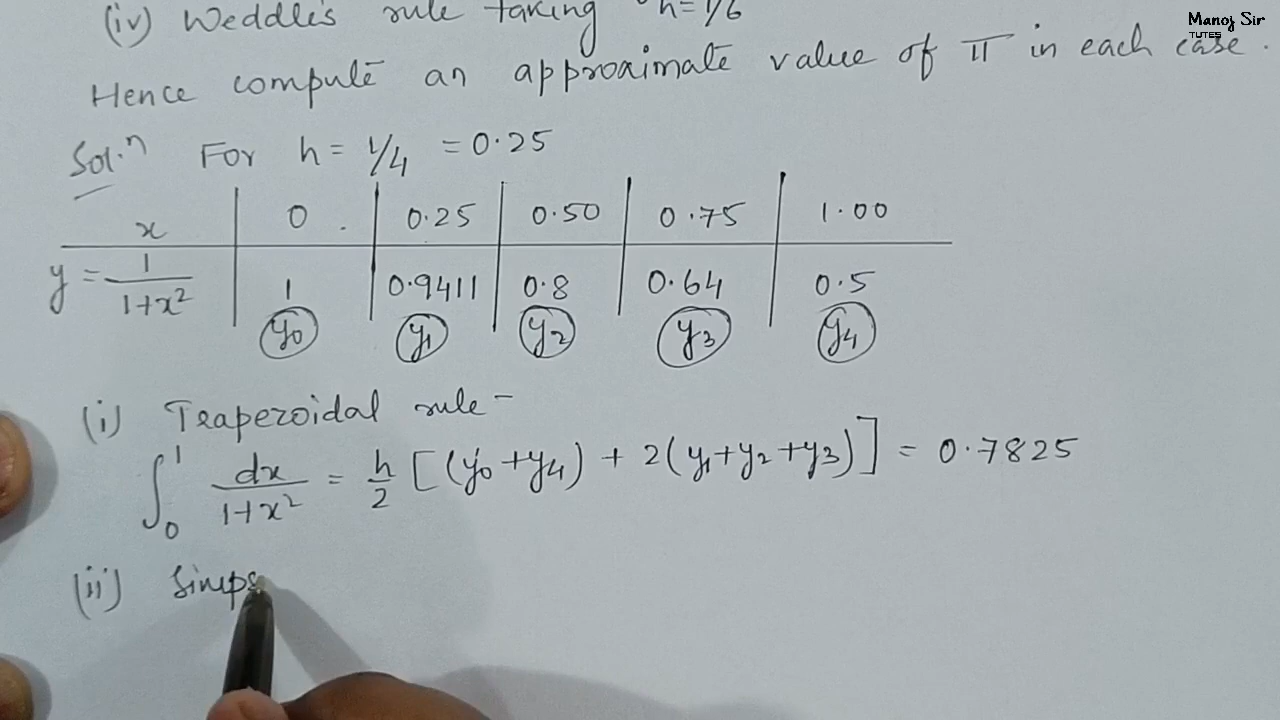 (iv) Weddle's rule taking h=1/6
Manoj Sir
TUTES
Hence compute an approximate value of π in each case.
Sol.ⁿ For h = 1/4 = 0.25
x | 0 | 0.25 | 0.50 | 0.75 | 1.00
y = 1/(1+x²) | 1 | 0.9411 | 0.8 | 0.64 | 0.5
y₀ y₁ y₂ y₃ y₄
(i) Trapezoidal rule -
∫₀¹ dx/(1+x²) = h/2 [(y₀+y₄) + 2(y₁+y₂+y₃)] = 0.7825
(ii) Simps